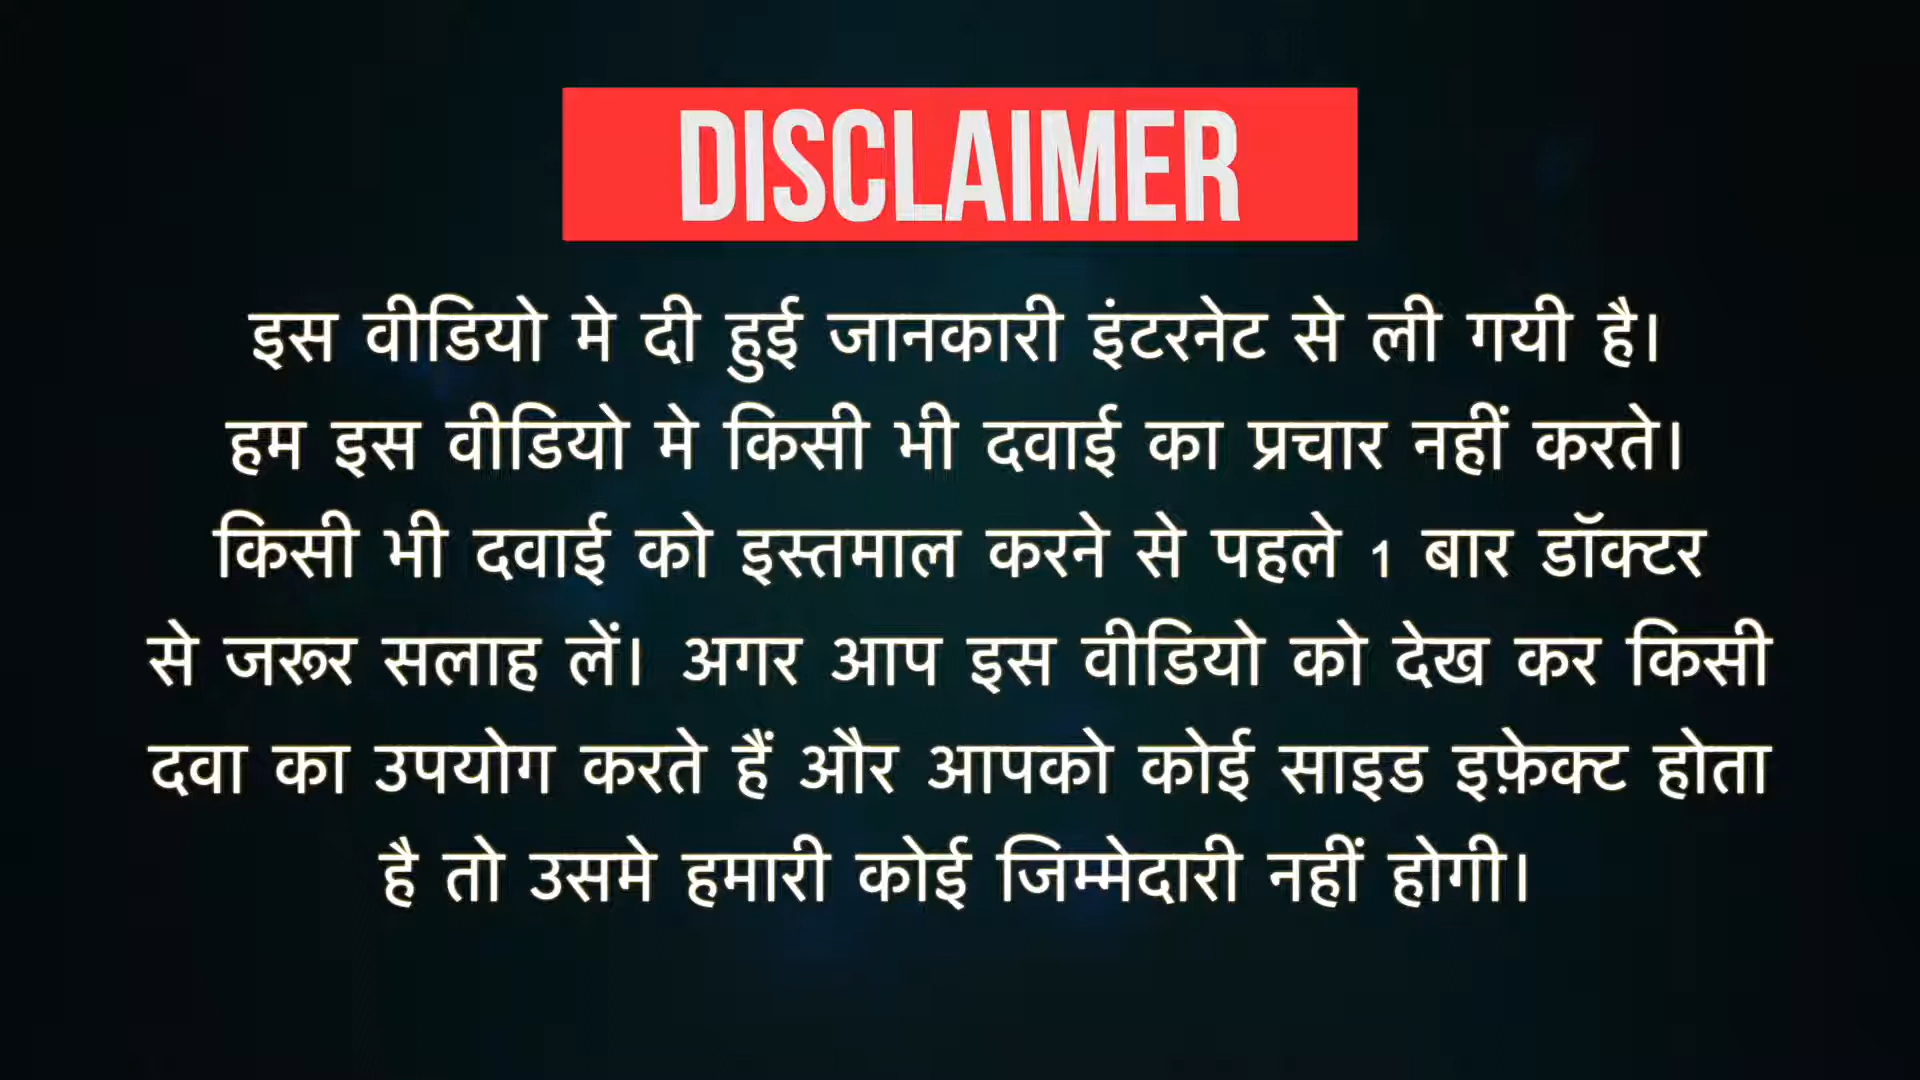 DISCLAIMER
इस वीडियो मे दी हुई जानकारी इंटरनेट से ली गयी है।
हम इस वीडियो मे किसी भी दवाई का प्रचार नहीं करते।
किसी भी दवाई को इस्तमाल करने से पहले 1 बार डॉक्टर
से जरूर सलाह लें। अगर आप इस वीडियो को देख कर किसी
दवा का उपयोग करते हैं और आपको कोई साइड इफ़ेक्ट होता
है तो उसमे हमारी कोई जिम्मेदारी नहीं होगी।